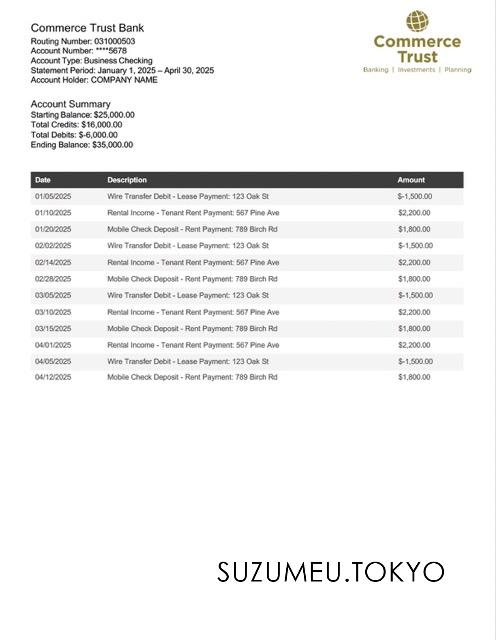 Commerce Trust Bank
Routing Number: 031000503
Account Number: ****5678
Account Type: Business Checking
Statement Period: January 1, 2025 – April 30, 2025
Account Holder: COMPANY NAME
Commerce
Trust
Banking | Investments | Planning
Account Summary
Starting Balance: $25,000.00
Total Credits: $16,000.00
Total Debits: $-6,000.00
Ending Balance: $35,000.00
Date Description Amount
01/05/2025 Wire Transfer Debit - Lease Payment: 123 Oak St $-1,500.00
01/10/2025 Rental Income - Tenant Rent Payment: 567 Pine Ave $2,200.00
01/20/2025 Mobile Check Deposit - Rent Payment: 789 Birch Rd $1,800.00
02/02/2025 Wire Transfer Debit - Lease Payment: 123 Oak St $-1,500.00
02/14/2025 Rental Income - Tenant Rent Payment: 567 Pine Ave $2,200.00
02/28/2025 Mobile Check Deposit - Rent Payment: 789 Birch Rd $1,800.00
03/05/2025 Wire Transfer Debit - Lease Payment: 123 Oak St $-1,500.00
03/10/2025 Rental Income - Tenant Rent Payment: 567 Pine Ave $2,200.00
03/15/2025 Mobile Check Deposit - Rent Payment: 789 Birch Rd $1,800.00
04/01/2025 Rental Income - Tenant Rent Payment: 567 Pine Ave $2,200.00
04/05/2025 Wire Transfer Debit - Lease Payment: 123 Oak St $-1,500.00
04/12/2025 Mobile Check Deposit - Rent Payment: 789 Birch Rd $1,800.00
SUZUMEU.TOKYO